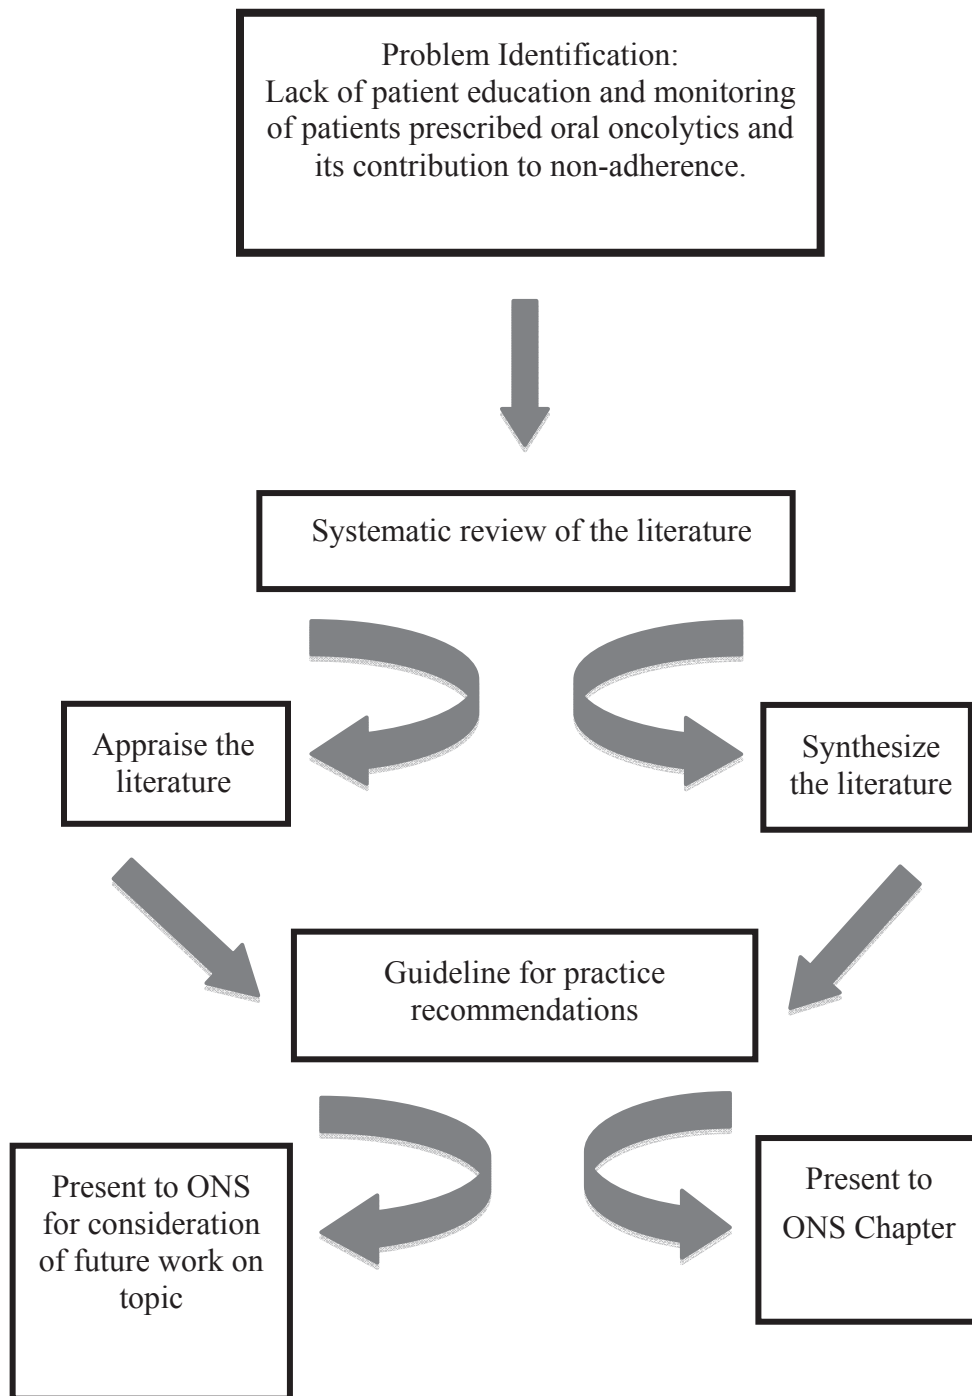 Problem Identification:
Lack of patient education and monitoring
of patients prescribed oral oncolytics and
its contribution to non-adherence.
Systematic review of the literature
Appraise the
literature
Synthesize
the literature
Guideline for practice
recommendations
Present to ONS
for consideration
of future work on
topic
Present to
ONS Chapter